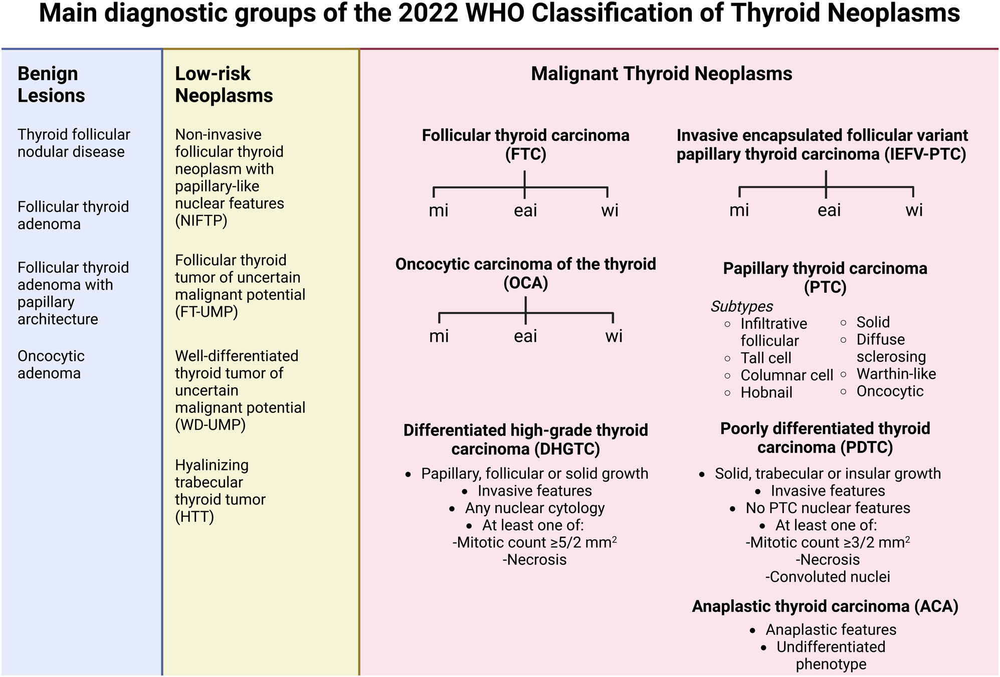 Main diagnostic groups of the 2022 WHO Classification of Thyroid Neoplasms
Benign
Lesions
Thyroid follicular
nodular disease
Follicular thyroid
adenoma
Follicular thyroid
adenoma with
papillary
architecture
Oncocytic
adenoma
Low-risk
Neoplasms
Non-invasive
follicular thyroid
neoplasm with
papillary-like
nuclear features
(NIFTP)
Follicular thyroid
tumor of uncertain
malignant potential
(FT-UMP)
Well-differentiated
thyroid tumor of
uncertain
malignant potential
(WD-UMP)
Hyalinizing
trabecular
thyroid tumor
(HTT)
Malignant Thyroid Neoplasms
Follicular thyroid carcinoma
(FTC)
mi eai wi
Invasive encapsulated follicular variant
papillary thyroid carcinoma (IEFV-PTC)
mi eai wi
Oncocytic carcinoma of the thyroid
(OCA)
mi eai wi
Papillary thyroid carcinoma
(PTC)
Subtypes
○ Infiltrative
follicular
○ Tall cell
○ Columnar cell
○ Hobnail
○ Solid
○ Diffuse
sclerosing
○ Warthin-like
○ Oncocytic
Differentiated high-grade thyroid
carcinoma (DHGTC)
• Papillary, follicular or solid growth
• Invasive features
• Any nuclear cytology
• At least one of:
-Mitotic count ≥5/2 mm²
-Necrosis
Poorly differentiated thyroid
carcinoma (PDTC)
• Solid, trabecular or insular growth
• Invasive features
• No PTC nuclear features
• At least one of:
-Mitotic count ≥3/2 mm²
-Necrosis
-Convoluted nuclei
Anaplastic thyroid carcinoma (ACA)
• Anaplastic features
• Undifferentiated
phenotype